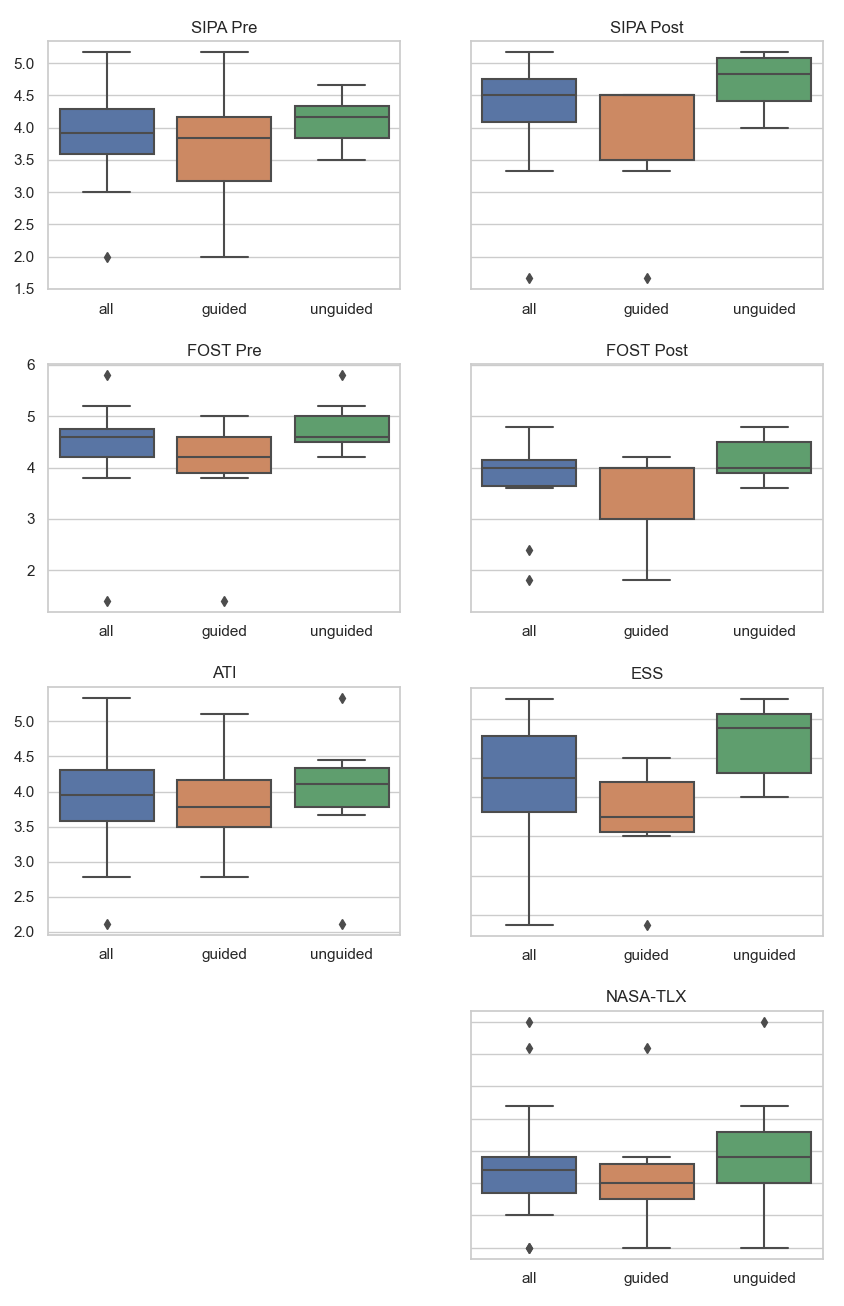 SIPA Pre
5.0
4.5
4.0
3.5
3.0
2.5
2.0
1.5
all guided unguided
SIPA Post
all guided unguided
FOST Pre
6
5
4
3
2
all guided unguided
FOST Post
all guided unguided
ATI
5.0
4.5
4.0
3.5
3.0
2.5
2.0
all guided unguided
ESS
all guided unguided
NASA-TLX
all guided unguided